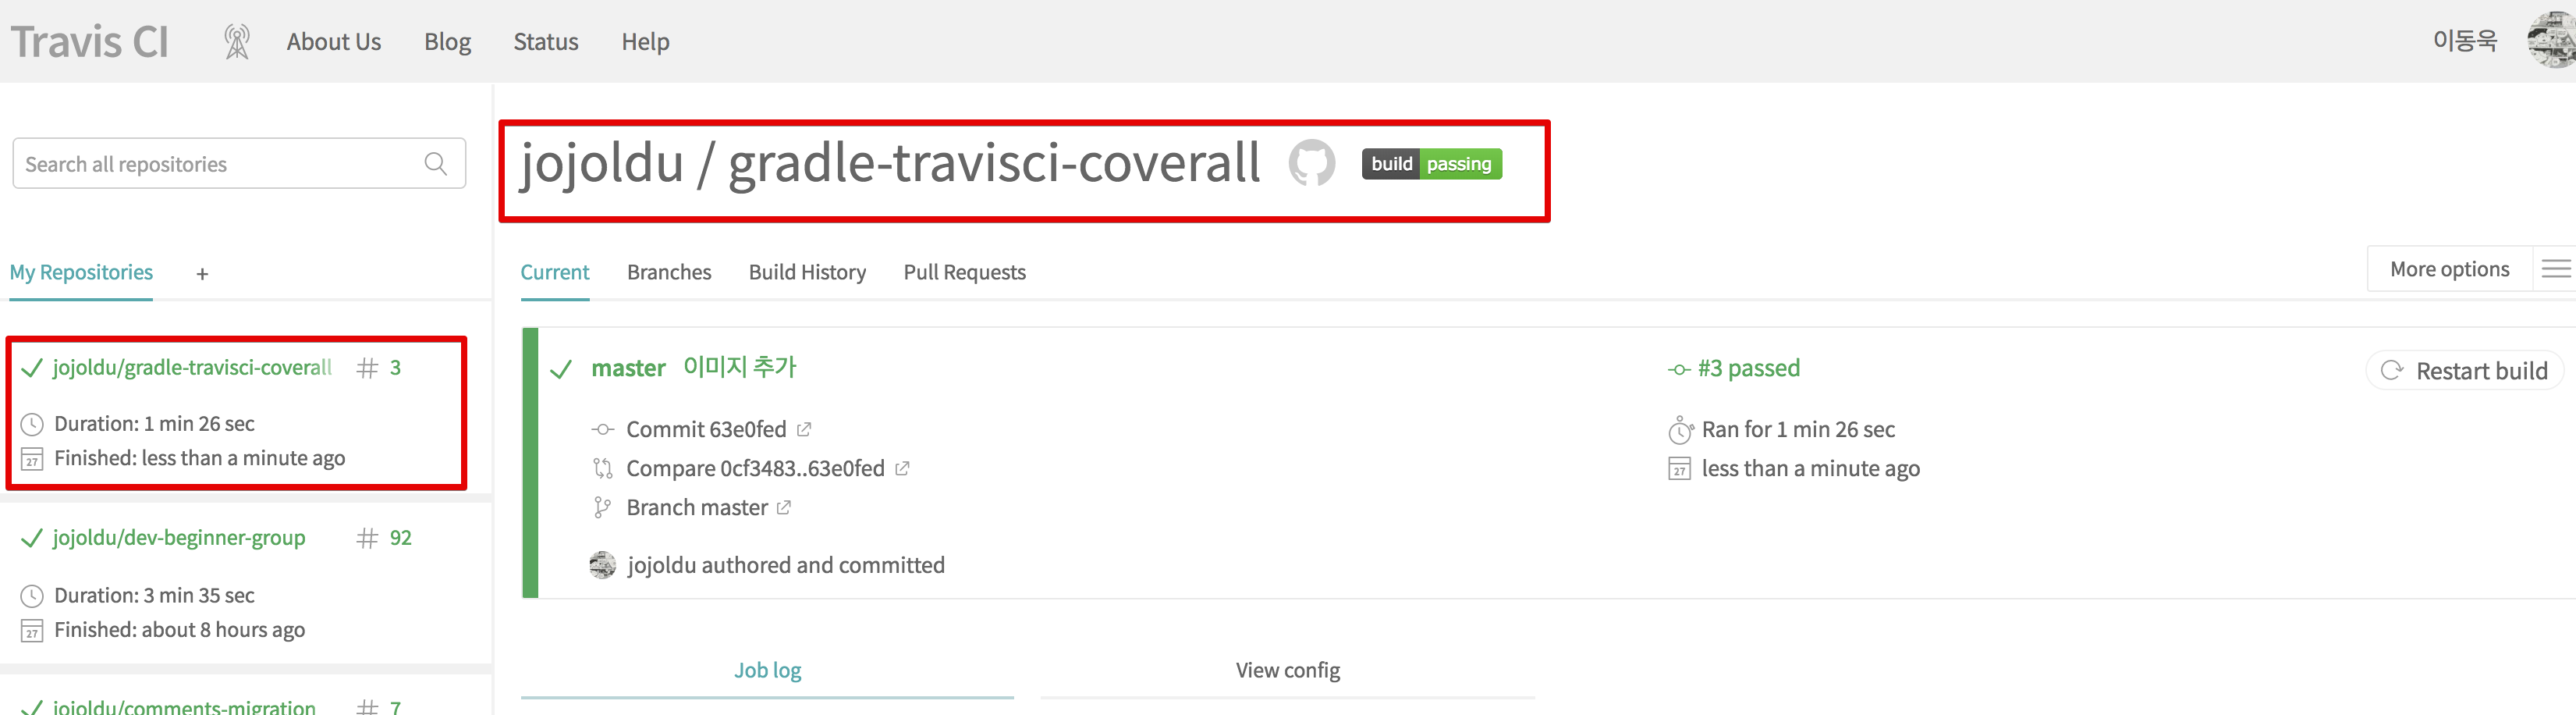 Travis CI About Us Blog Status Help 이동욱
Search all repositories
My Repositories +
jojoldu/gradle-travisci-coverall # 3
Duration: 1 min 26 sec
27 Finished: less than a minute ago
jojoldu/dev-beginner-group # 92
Duration: 3 min 35 sec
27 Finished: about 8 hours ago
jojoldu/comments-migration # 7
jojoldu / gradle-travisci-coverall build passing
Current Branches Build History Pull Requests More options
master 이미지 추가
Commit 63e0fed
Compare 0cf3483..63e0fed
Branch master
jojoldu authored and committed
#3 passed
Ran for 1 min 26 sec
27 less than a minute ago
Restart build
Job log View config